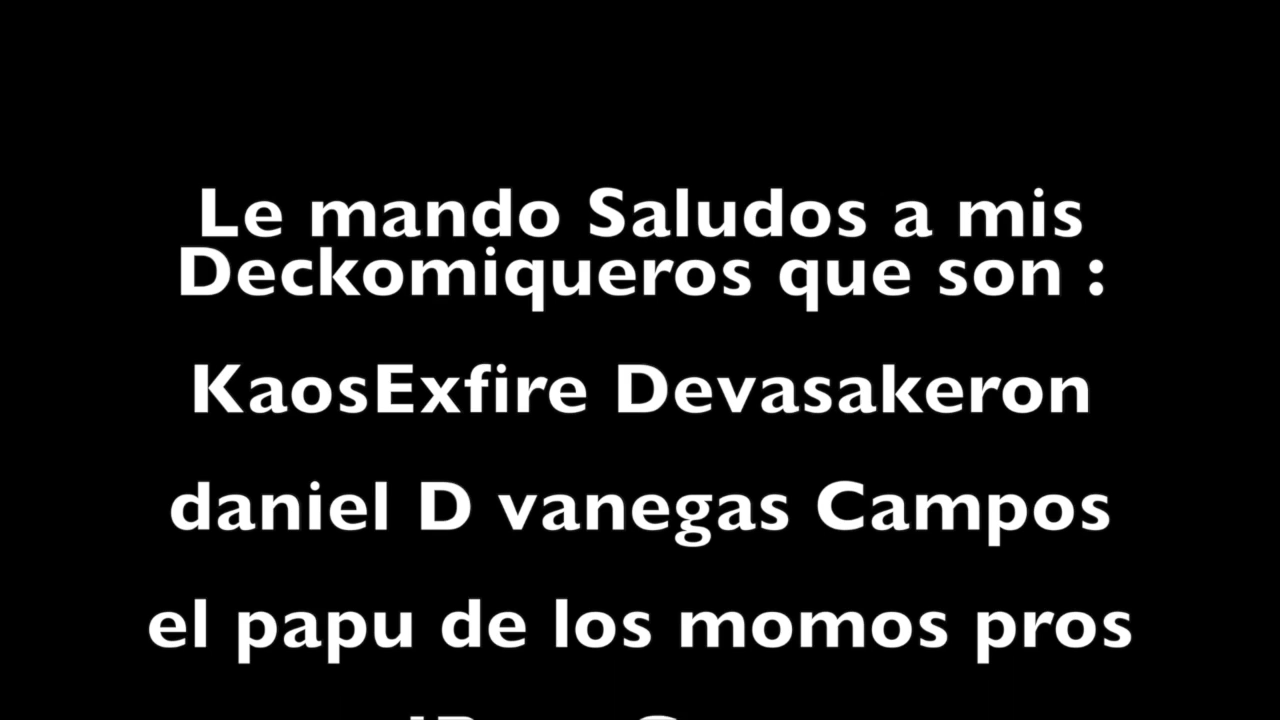 Le mando Saludos a mis
Deckomiqueros que son :
KaosExfire Devasakeron
daniel D vanegas Campos
el papu de los momos pros